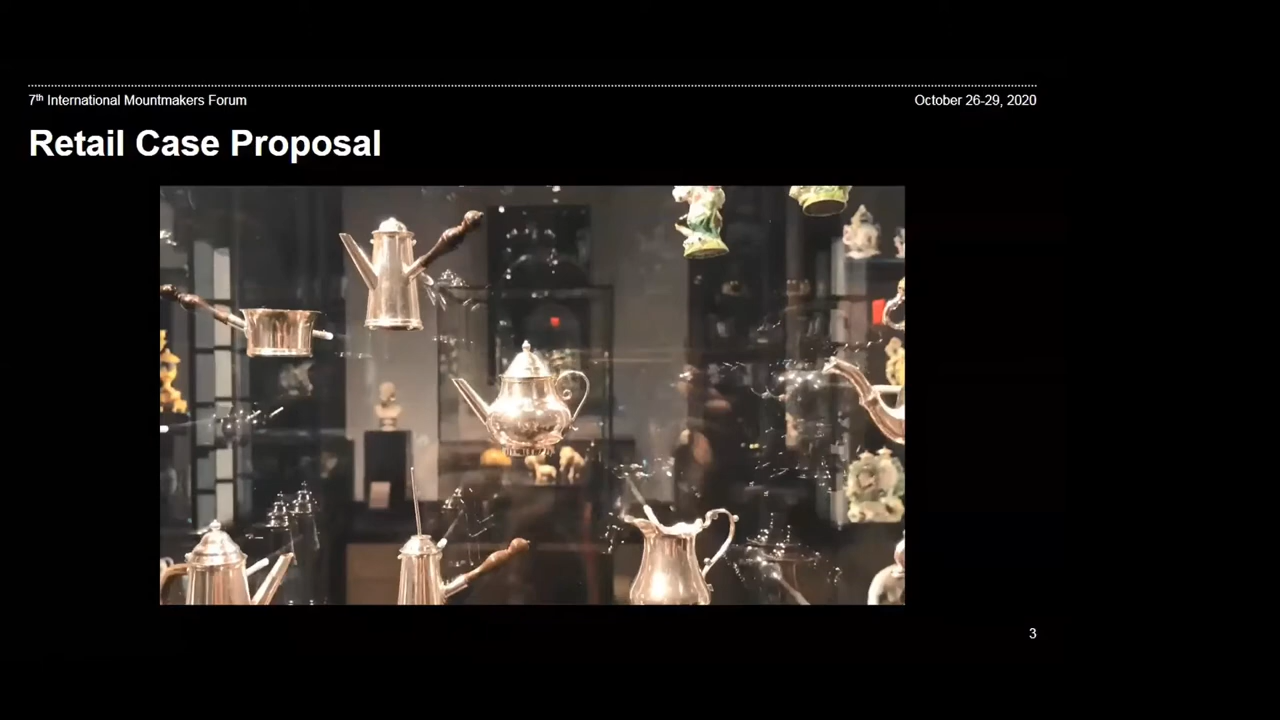 7th International Mountmakers Forum
October 26-29, 2020
Retail Case Proposal
3